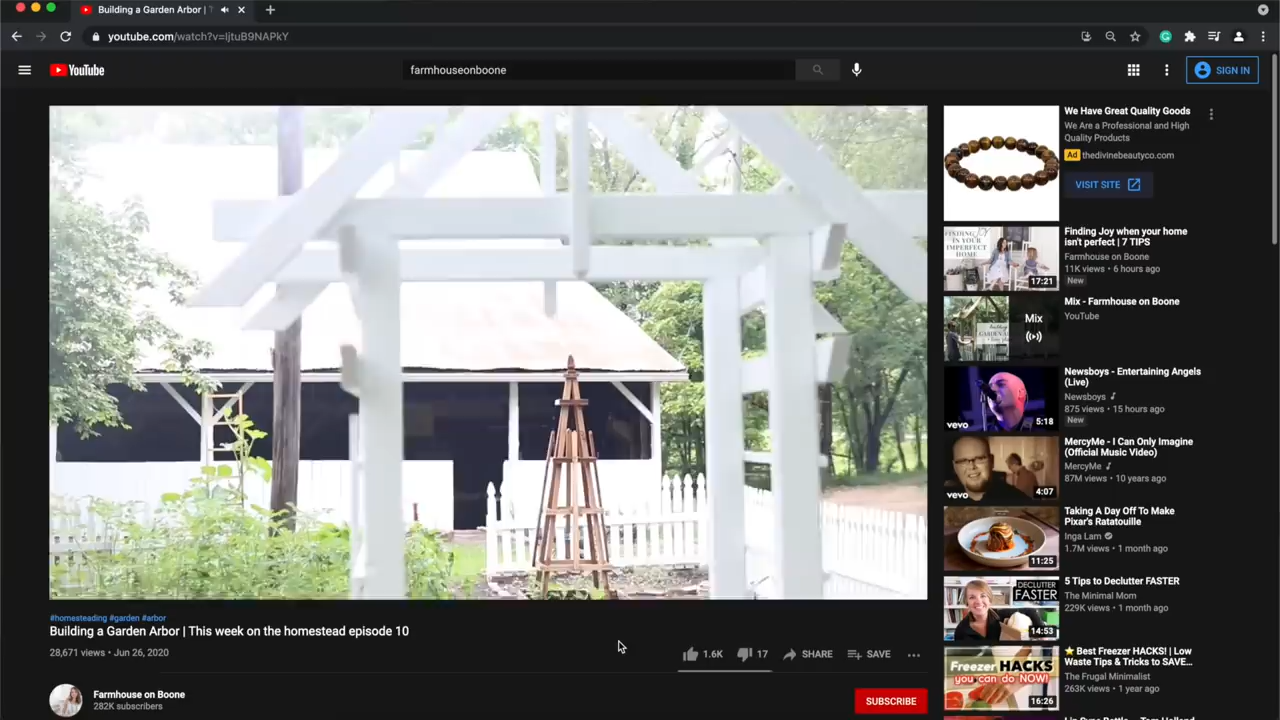 Building a Garden Arbor |
youtube.com/watch?v=IjtuB9NAPkY
YouTube
farmhouseonboone
SIGN IN
We Have Great Quality Goods
We Are a Professional and High
Quality Products
Ad thedivinebeautyco.com
VISIT SITE
FINDING JOY
IN YOUR
IMPERFECT
HOME
17:21
Finding Joy when your home
isn't perfect | 7 TIPS
Farmhouse on Boone
11K views • 6 hours ago
New
Mix
Mix - Farmhouse on Boone
YouTube
vevo
5:18
Newsboys - Entertaining Angels
(Live)
Newsboys
875 views • 15 hours ago
New
vevo
4:07
MercyMe - I Can Only Imagine
(Official Music Video)
MercyMe
87M views • 10 years ago
11:25
Taking A Day Off To Make
Pixar's Ratatouille
Inga Lam
1.7M views • 1 month ago
DECLUTTER
FASTER
14:53
5 Tips to Declutter FASTER
The Minimal Mom
229K views • 1 month ago
Freezer HACKS
you can do NOW!
16:26
Best Freezer HACKS! | Low
Waste Tips & Tricks to SAVE...
The Frugal Minimalist
263K views • 1 year ago
#homesteading #garden #arbor
Building a Garden Arbor | This week on the homestead episode 10
28,671 views • Jun 26, 2020
1.6K 17 SHARE SAVE
Farmhouse on Boone
282K subscribers
SUBSCRIBE